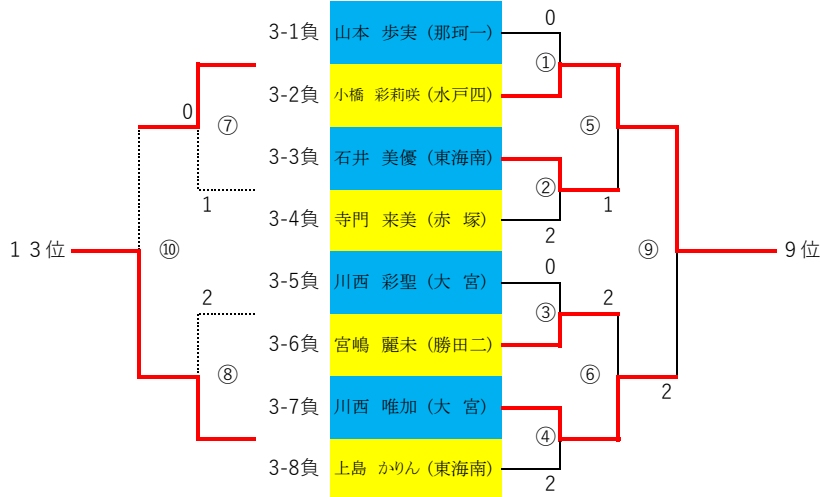 3-1負 山本 歩実 (那珂一) 0
①
3-2負 小橋 彩莉咲 (水戸四)
0 ⑦ ⑤
3-3負 石井 美優 (東海南)
②
1 1
3-4負 寺門 来美 (赤 塚) 2
13位 ⑩ ⑨ 9位
3-5負 川西 彩聖 (大 宮) 0
2 2
③
3-6負 宮嶋 麗未 (勝田二)
⑧ ⑥
2
3-7負 川西 唯加 (大 宮)
④
3-8負 上島 かりん (東海南) 2